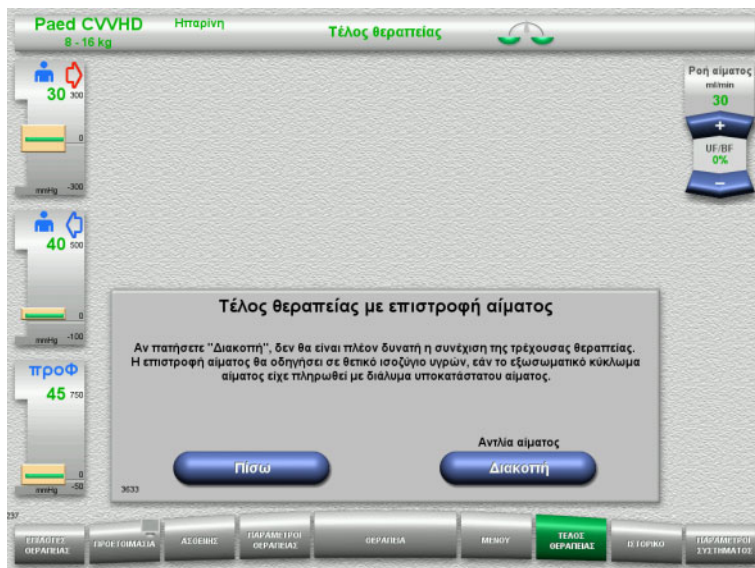 Paed CVVHD Ηπαρίνη Τέλος θεραπείας
8 - 16 kg
30 300
0
mmHg -300
40 500
0
mmHg -100
προΦ
45 750
0
mmHg -50
Ροή αίματος
ml/min
30
+
UF/BF
0%
−
Τέλος θεραπείας με επιστροφή αίματος
Αν πατήσετε "Διακοπή", δεν θα είναι πλέον δυνατή η συνέχιση της τρέχουσας θεραπείας.
Η επιστροφή αίματος θα οδηγήσει σε θετικό ισοζύγιο υγρών, εάν το εξωσωματικό κύκλωμα
αίματος είχε πληρωθεί με διάλυμα υποκατάστατου αίματος.
Αντλία αίματος
Πίσω Διακοπή
3633
237
ΕΠΙΛΟΓΕΣ ΘΕΡΑΠΕΙΑΣ
ΠΡΟΕΤΟΙΜΑΣΙΑ
ΑΣΘΕΝΗΣ
ΠΑΡΑΜΕΤΡΟΙ ΘΕΡΑΠΕΙΑΣ
ΘΕΡΑΠΕΙΑ
ΜΕΝΟΥ
ΤΕΛΟΣ ΘΕΡΑΠΕΙΑΣ
ΙΣΤΟΡΙΚΟ
ΠΑΡΑΜΕΤΡΟΙ ΣΥΣΤΗΜΑΤΟΣ